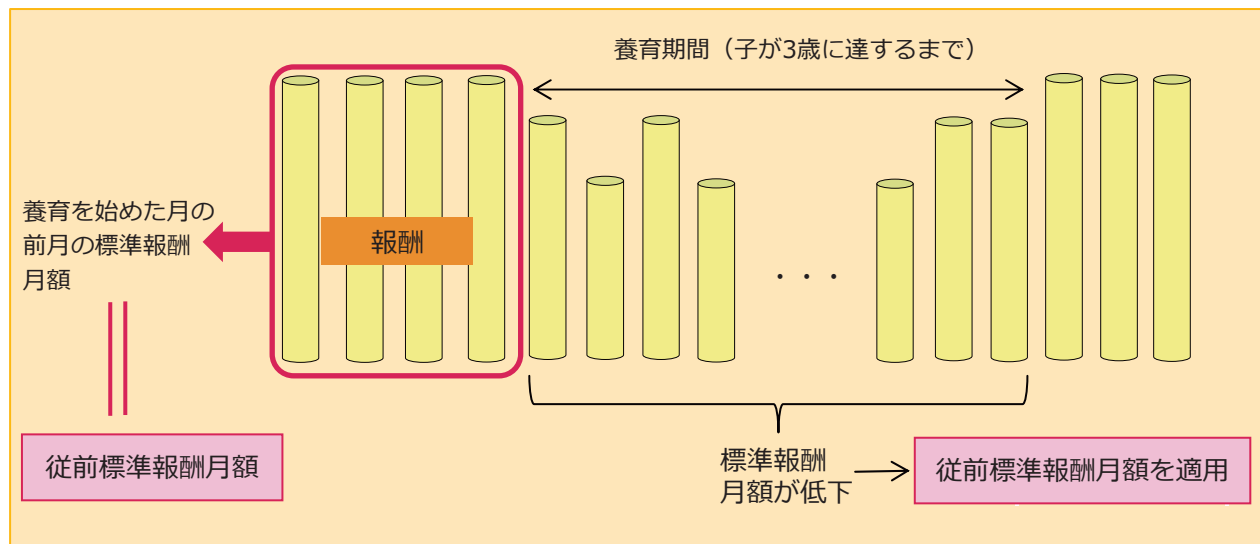 養育期間（子が3歳に達するまで）
養育を始めた月の
前月の標準報酬
月額
報酬
・・・
従前標準報酬月額
標準報酬
月額が低下
従前標準報酬月額を適用